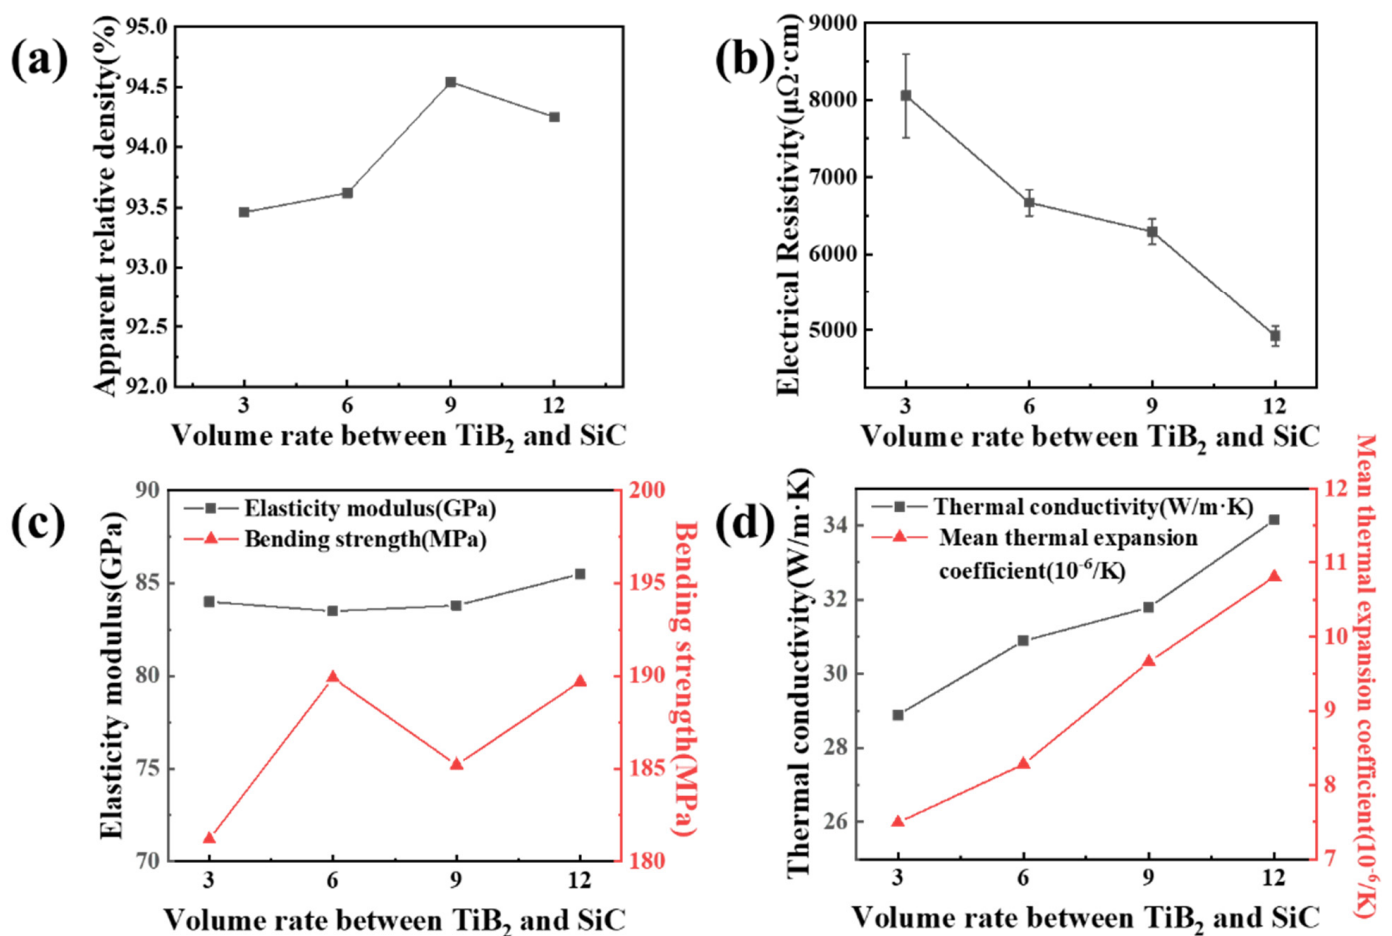 (a)
Apparent relative density(%)
95.0
94.5
94.0
93.5
93.0
92.5
92.0
3 6 9 12
Volume rate between TiB₂ and SiC
(b)
Electrical Resistivity(μΩ·cm)
9000
8000
7000
6000
5000
3 6 9 12
Volume rate between TiB₂ and SiC
(c)
Elasticity modulus(GPa)
90
85
80
75
70
Elasticity modulus(GPa)
Bending strength(MPa)
200
195
190
185
180
Bending strength(MPa)
3 6 9 12
Volume rate between TiB₂ and SiC
(d)
Thermal conductivity(W/m·K)
34
32
30
28
26
Thermal conductivity(W/m·K)
Mean thermal expansion
coefficient(10⁻⁶/K)
12
11
10
9
8
7
Mean thermal expansion coefficient(10⁻⁶/K)
3 6 9 12
Volume rate between TiB₂ and SiC